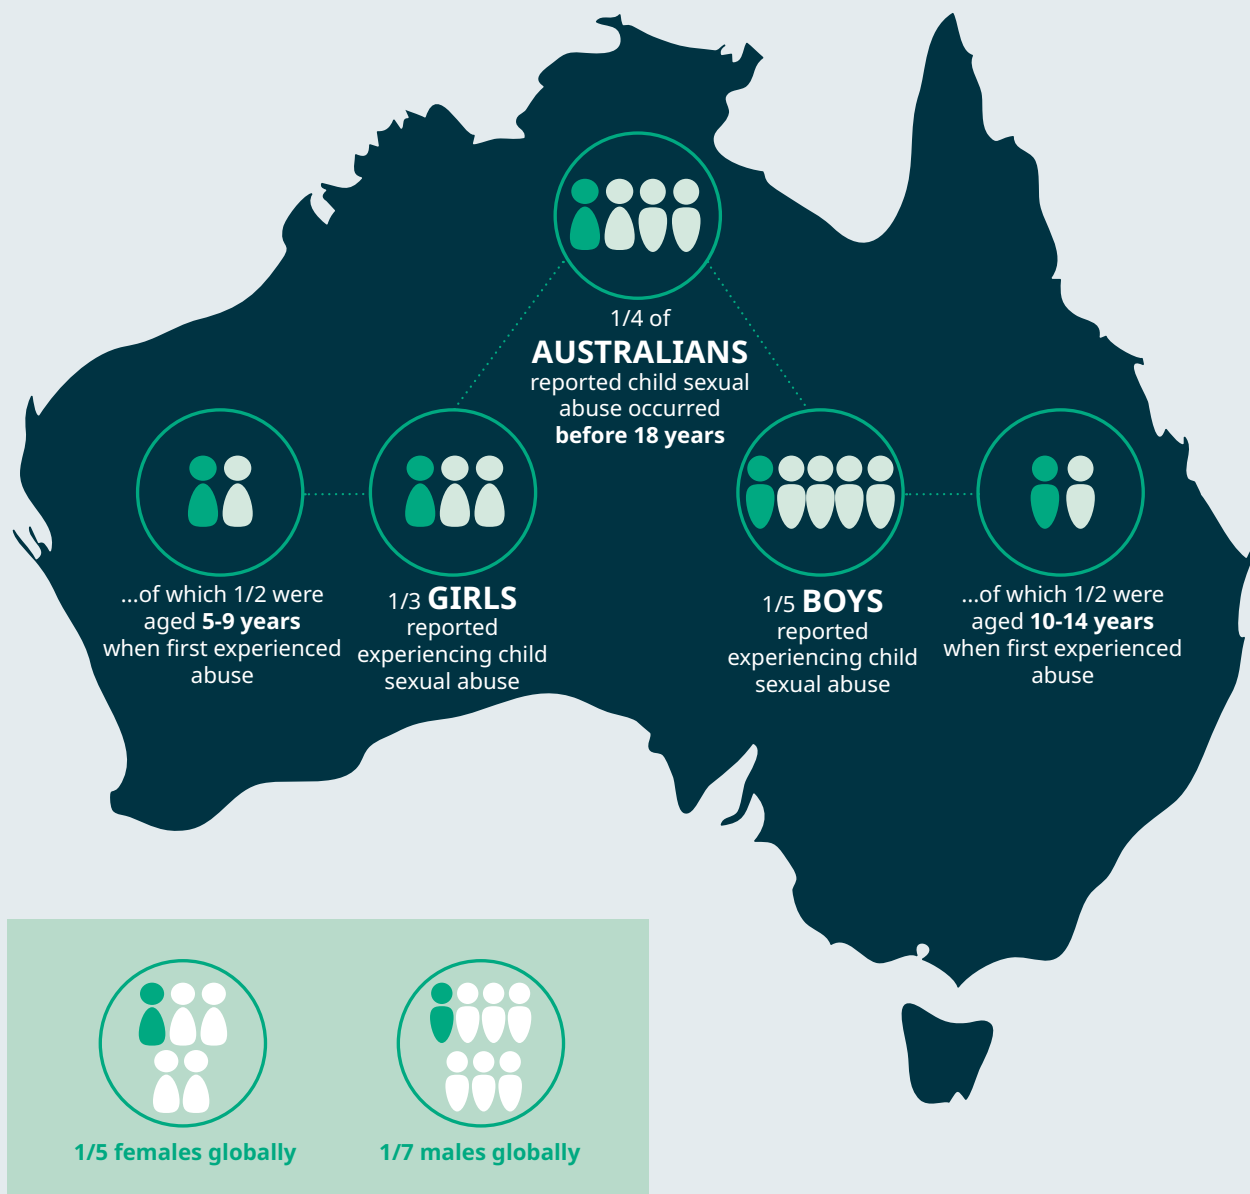 1/4 of
AUSTRALIANS
reported child sexual
abuse occurred
before 18 years
...of which 1/2 were
aged 5-9 years
when first experienced
abuse
1/3 GIRLS
reported
experiencing child
sexual abuse
1/5 BOYS
reported
experiencing child
sexual abuse
...of which 1/2 were
aged 10-14 years
when first experienced
abuse
1/5 females globally
1/7 males globally